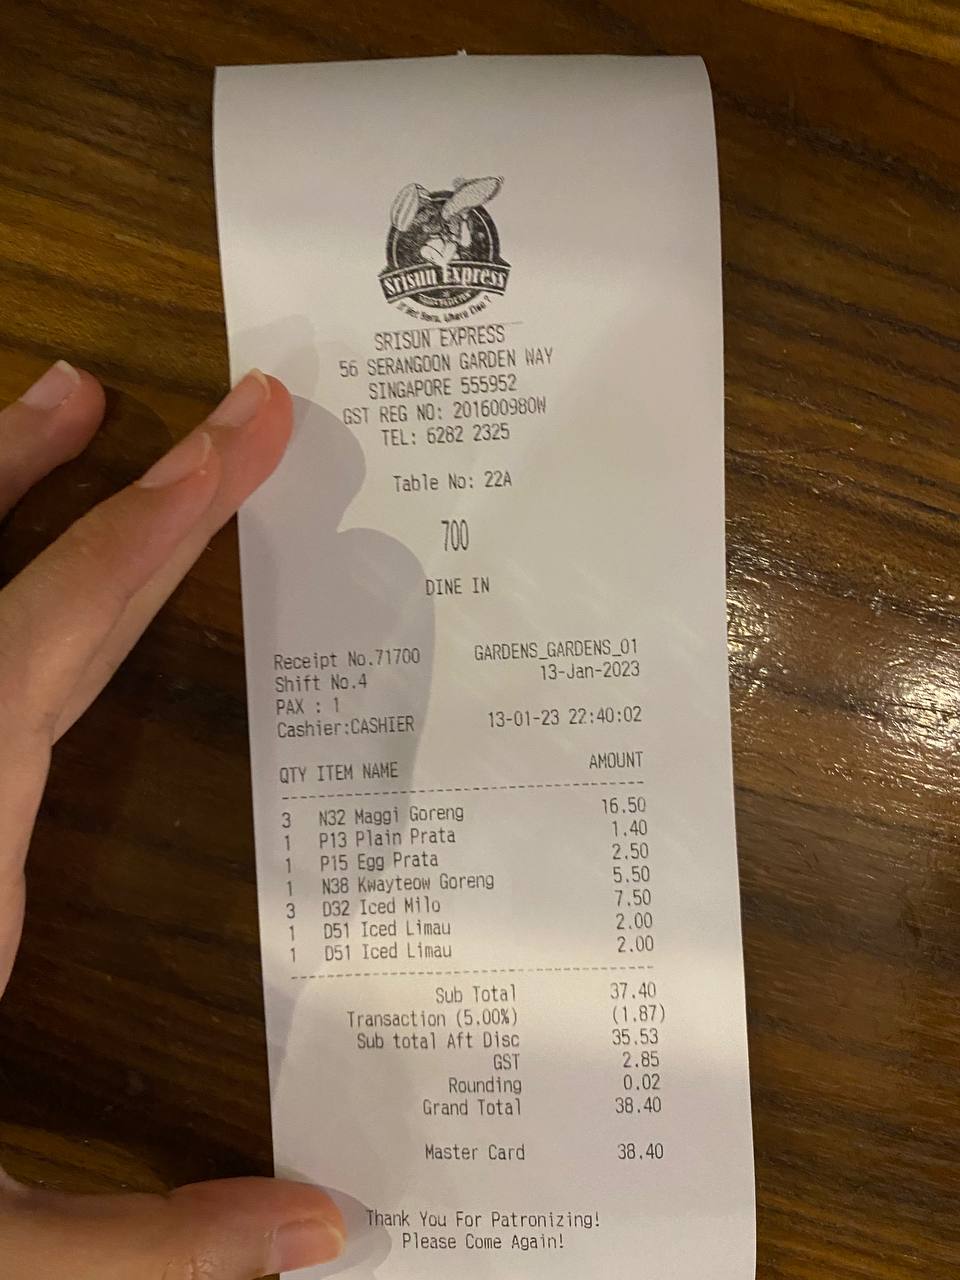 Srisun Express
If Not Here, Where Else ?
SRISUN EXPRESS
56 SERANGOON GARDEN WAY
SINGAPORE 555952
GST REG NO: 201600980W
TEL: 6282 2325
Table No: 22A
700
DINE IN
Receipt No.71700 GARDENS_GARDENS_01
Shift No.4 13-Jan-2023
PAX : 1
Cashier:CASHIER 13-01-23 22:40:02
QTY ITEM NAME AMOUNT
3 N32 Maggi Goreng 16.50
1 P13 Plain Prata 1.40
1 P15 Egg Prata 2.50
1 N38 Kwayteow Goreng 5.50
3 D32 Iced Milo 7.50
1 D51 Iced Limau 2.00
1 D51 Iced Limau 2.00
Sub Total 37.40
Transaction (5.00%) (1.87)
Sub total Aft Disc 35.53
GST 2.85
Rounding 0.02
Grand Total 38.40
Master Card 38.40
Thank You For Patronizing!
Please Come Again!